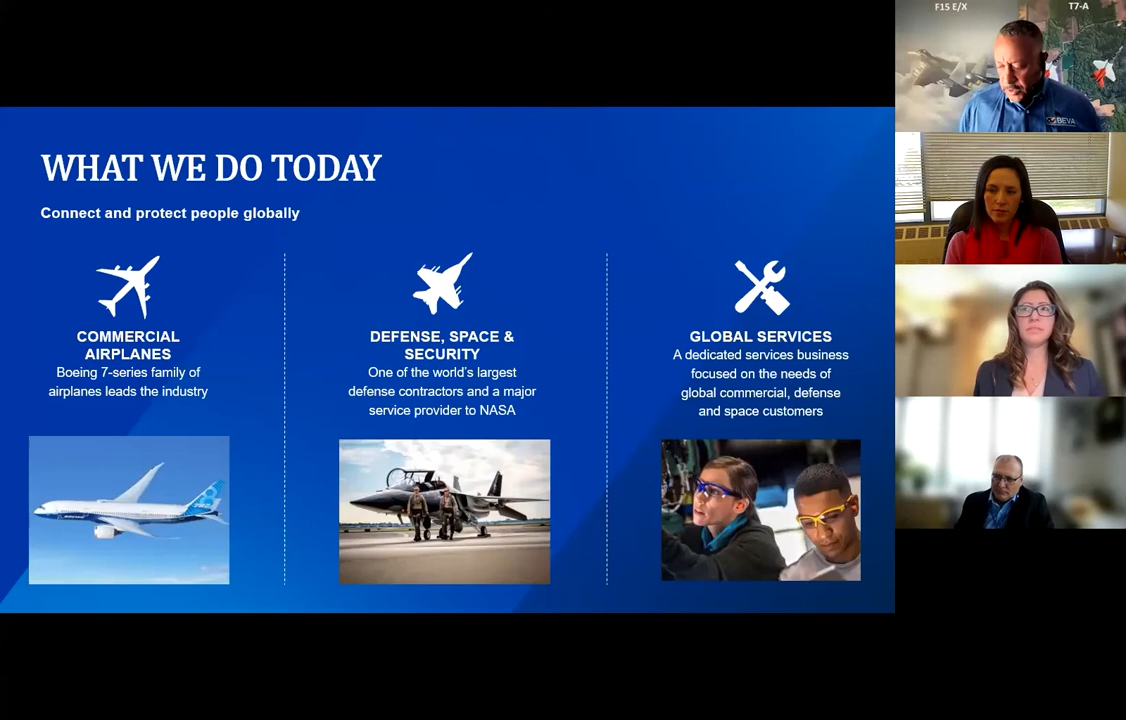 F15 E/X
T7-A
BEVA
WHAT WE DO TODAY
Connect and protect people globally
COMMERCIAL
AIRPLANES
Boeing 7-series family of
airplanes leads the industry
DEFENSE, SPACE &
SECURITY
One of the world's largest
defense contractors and a major
service provider to NASA
GLOBAL SERVICES
A dedicated services business
focused on the needs of
global commercial, defense
and space customers